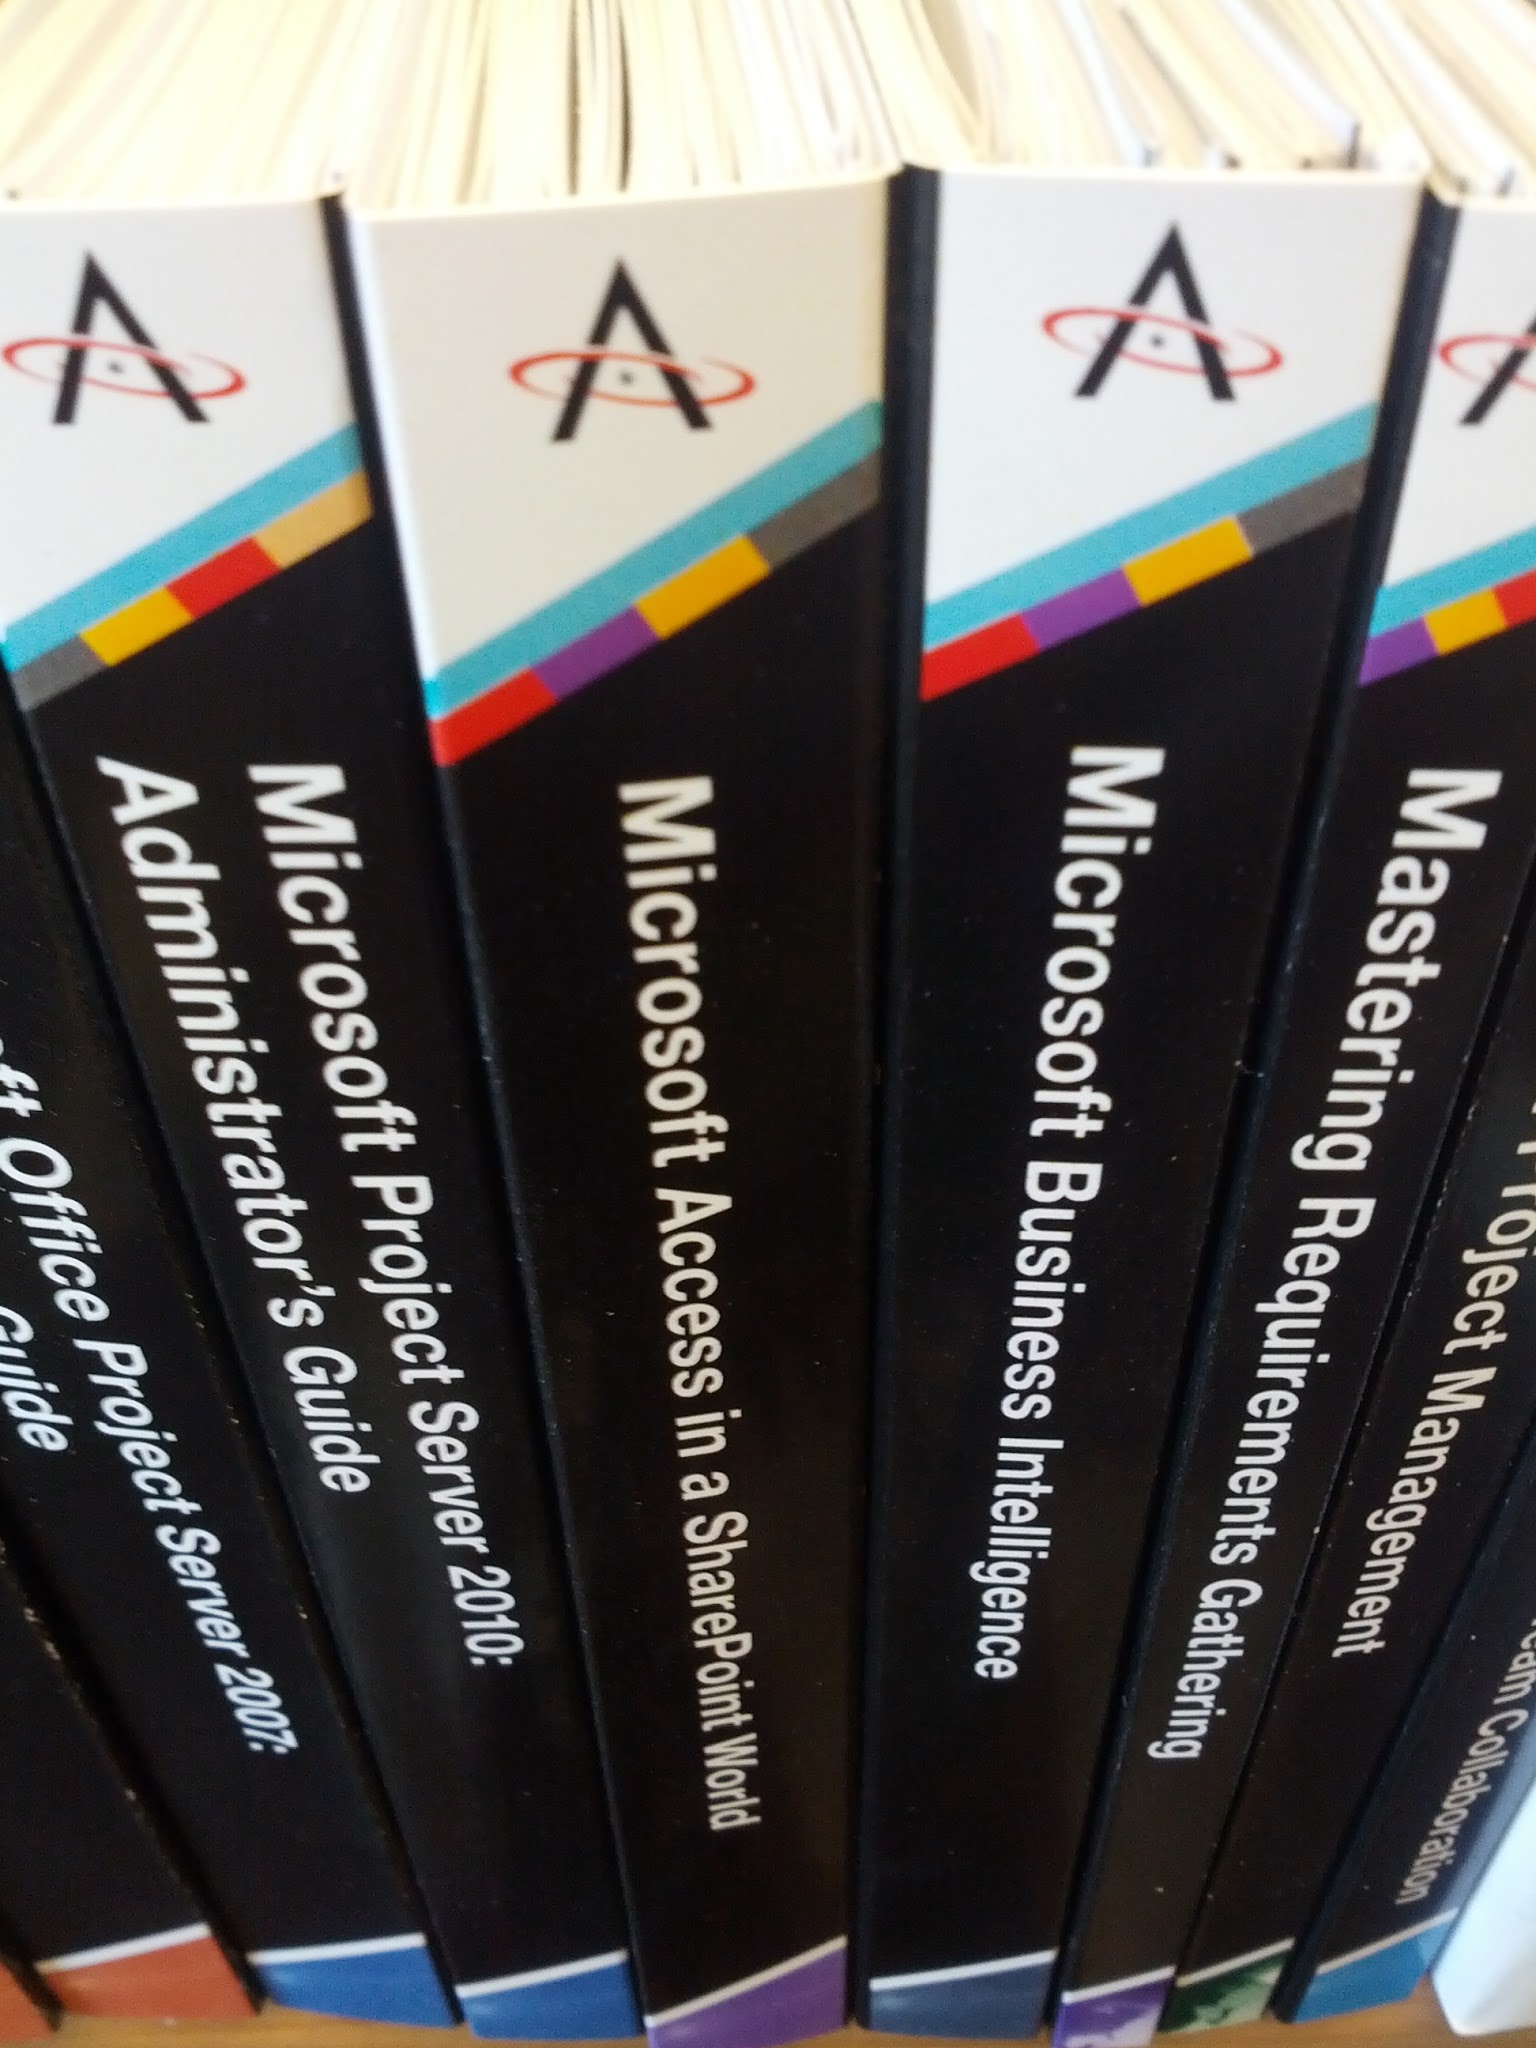 Office Project Server 2007:
Guide
Microsoft Project Server 2010:
Administrator's Guide
Microsoft Access in a SharePoint World
Microsoft Business Intelligence
Mastering Requirements Gathering
Project Management
Collaboration